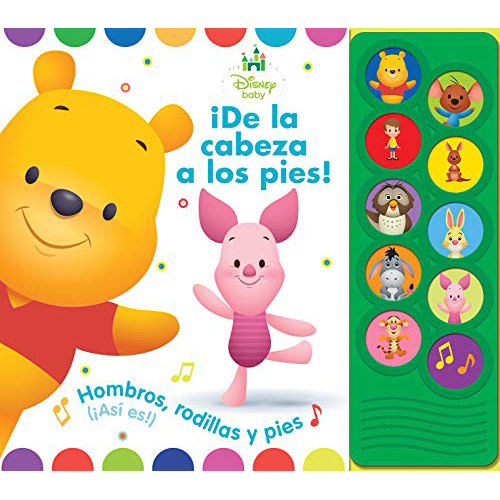 Disney
baby
¡De la
cabeza
a los pies!
Hombros, rodillas y pies
(¡Así es!)